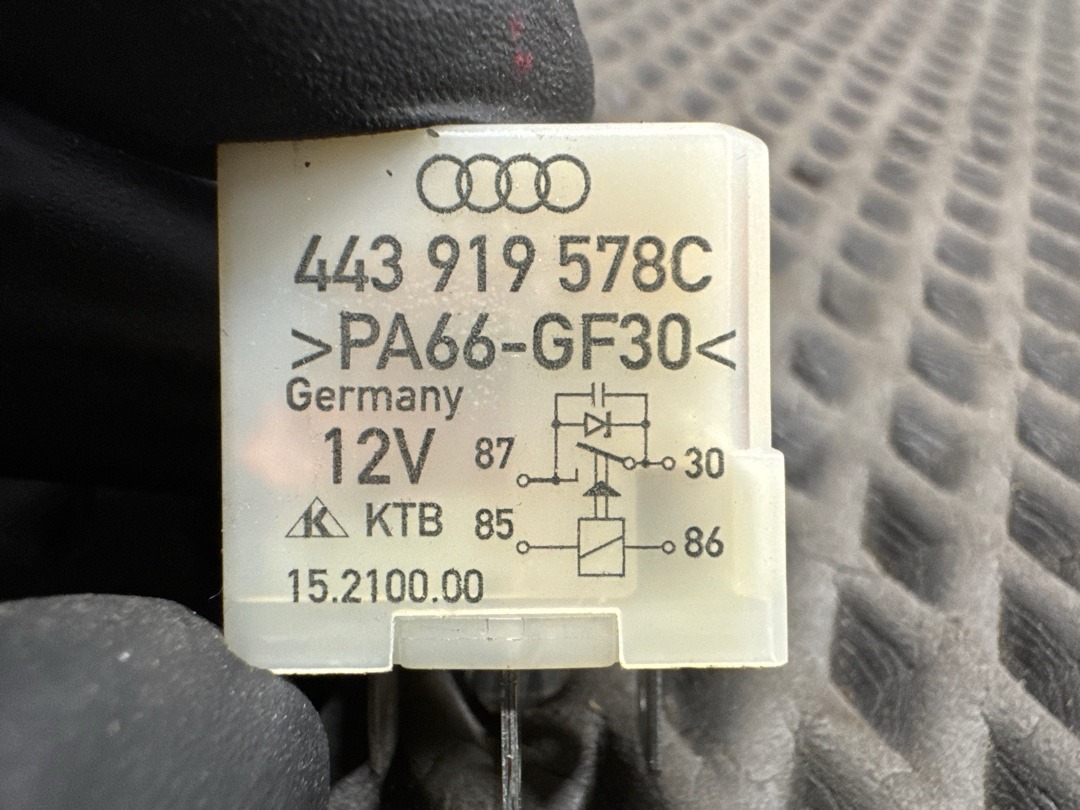 443 919 578C
>PA66-GF30<
Germany
12V
87
30
K KTB
85
86
15.2100.00